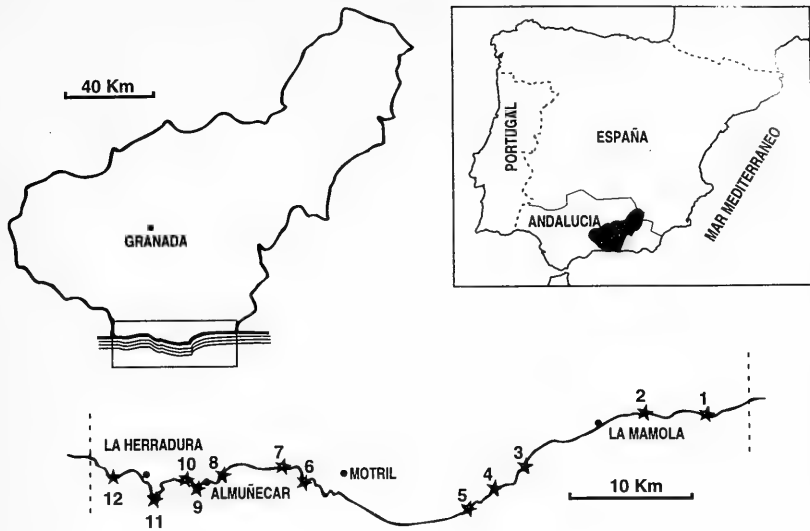 40 Km
GRANADA
PORTUGAL
ESPAÑA
ANDALUCIA
MAR MEDITERRANEO
LA HERRADURA
12
11
10
9
8
ALMUÑECAR
7
6
MOTRIL
5
4
3
2
LA MAMOLA
1
10 Km